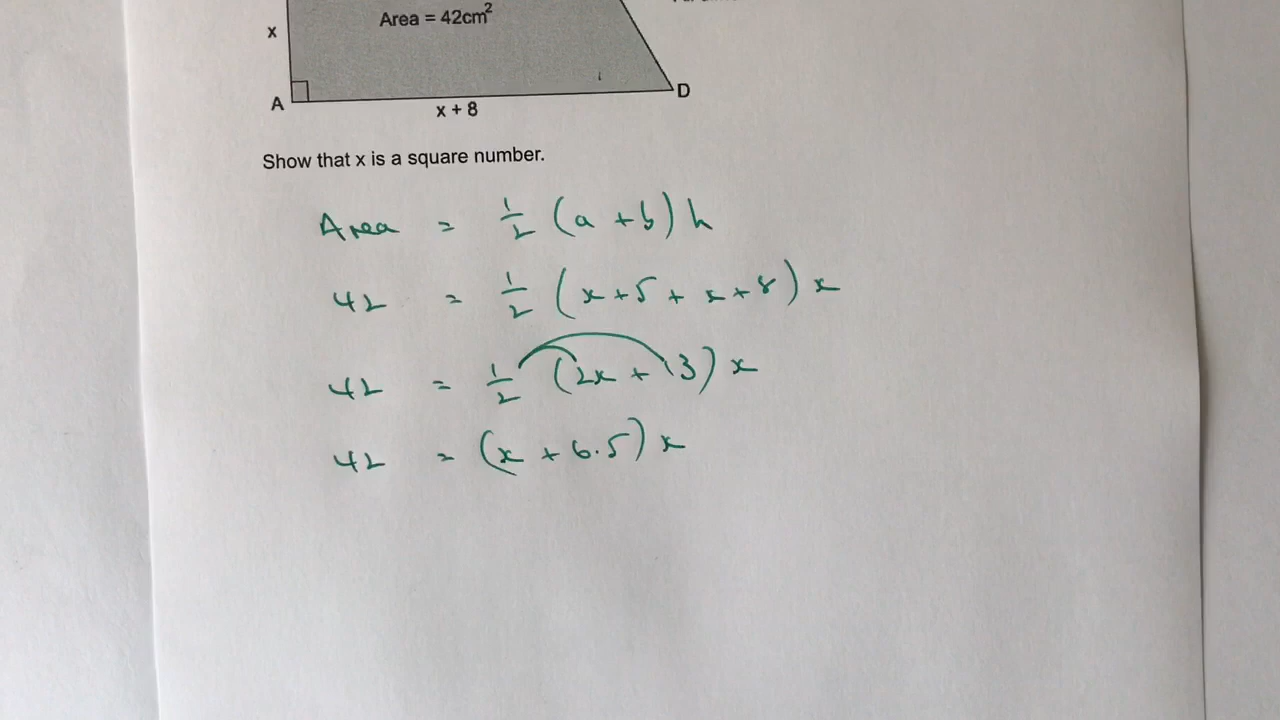 Area = 42cm²
x
A
D
x + 8
Show that x is a square number.
Area = 1/2 (a + b) h
42 = 1/2 (x + 5 + x + 8) x
42 = 1/2 (2x + 13) x
42 = (x + 6.5) x